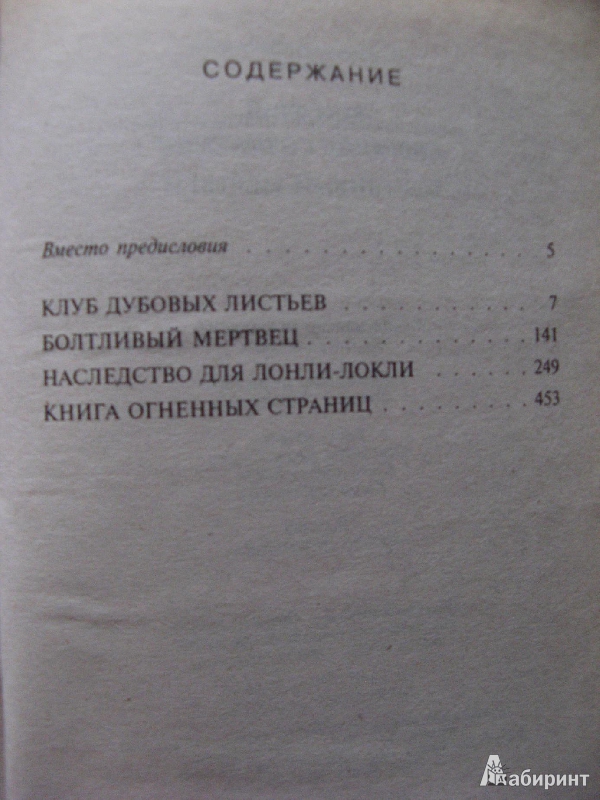 СОДЕРЖАНИЕ
Вместо предисловия . . . . . . . . . . . . . . . . . 5
КЛУБ ДУБОВЫХ ЛИСТЬЕВ . . . . . . . . . . . 7
БОЛТЛИВЫЙ МЕРТВЕЦ . . . . . . . . . . . . 141
НАСЛЕДСТВО ДЛЯ ЛОНЛИ-ЛОКЛИ . . . . . . 249
КНИГА ОГНЕННЫХ СТРАНИЦ . . . . . . . . . 453
Лабиринт